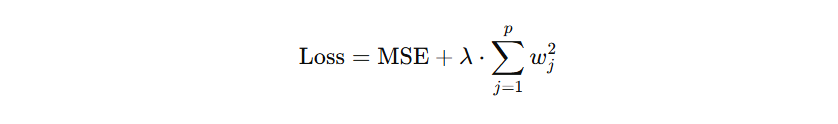 Loss = MSE + λ · ∑_{j=1}^{p} w_j^2